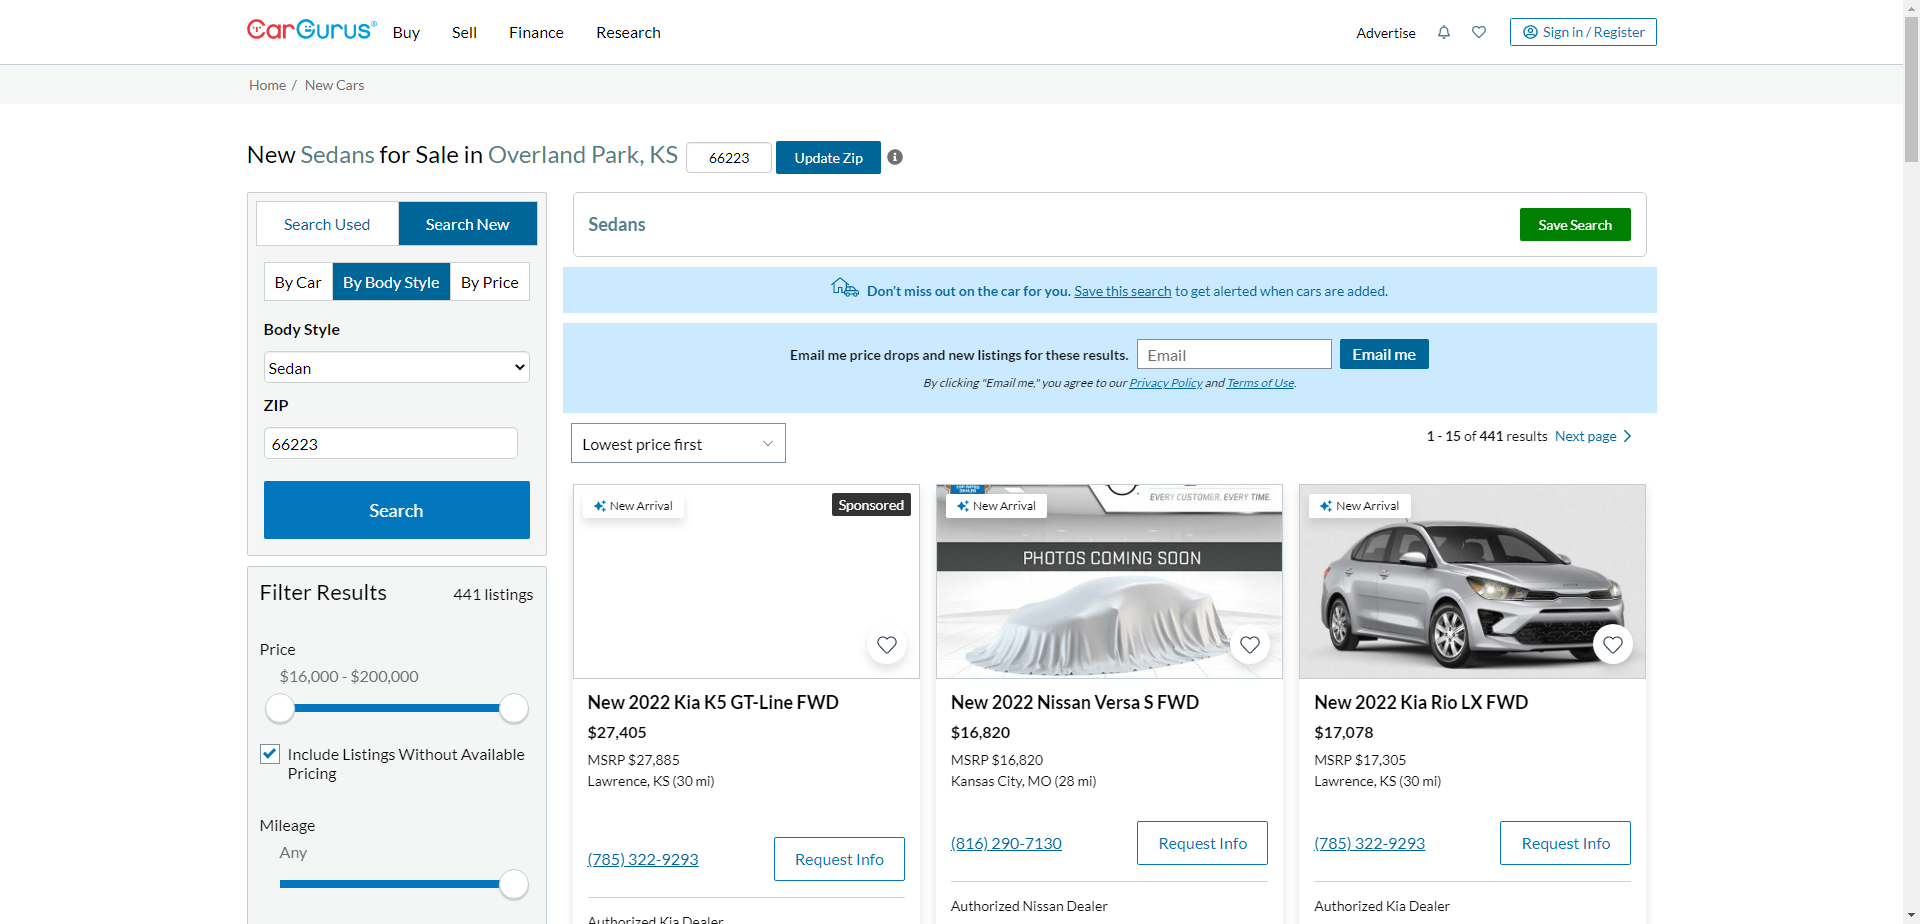 CarGurus®
Buy
Sell
Finance
Research
Advertise
Sign in / Register
Home / New Cars
New Sedans for Sale in Overland Park, KS
66223
Update Zip
Search Used
Search New
By Car
By Body Style
By Price
Body Style
Sedan
ZIP
66223
Search
Filter Results
441 listings
Price
$16,000 - $200,000
Include Listings Without Available
Pricing
Mileage
Any
Sedans
Save Search
Don't miss out on the car for you. Save this search to get alerted when cars are added.
Email me price drops and new listings for these results.
Email
Email me
By clicking "Email me," you agree to our Privacy Policy and Terms of Use.
Lowest price first
1 - 15 of 441 results
Next page
New Arrival
Sponsored
New 2022 Kia K5 GT-Line FWD
$27,405
MSRP $27,885
Lawrence, KS (30 mi)
(785) 322-9293
Request Info
Authorized Kia Dealer
EVERY CUSTOMER. EVERY TIME.
New Arrival
PHOTOS COMING SOON
New 2022 Nissan Versa S FWD
$16,820
MSRP $16,820
Kansas City, MO (28 mi)
(816) 290-7130
Request Info
Authorized Nissan Dealer
New Arrival
New 2022 Kia Rio LX FWD
$17,078
MSRP $17,305
Lawrence, KS (30 mi)
(785) 322-9293
Request Info
Authorized Kia Dealer